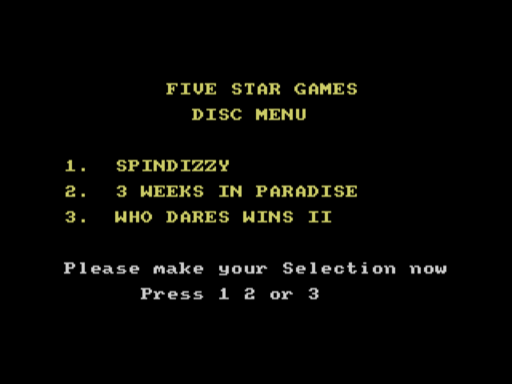 FIVE STAR GAMES
DISC MENU
1. SPINDIZZY
2. 3 WEEKS IN PARADISE
3. WHO DARES WINS II
Please make your Selection now
Press 1 2 or 3